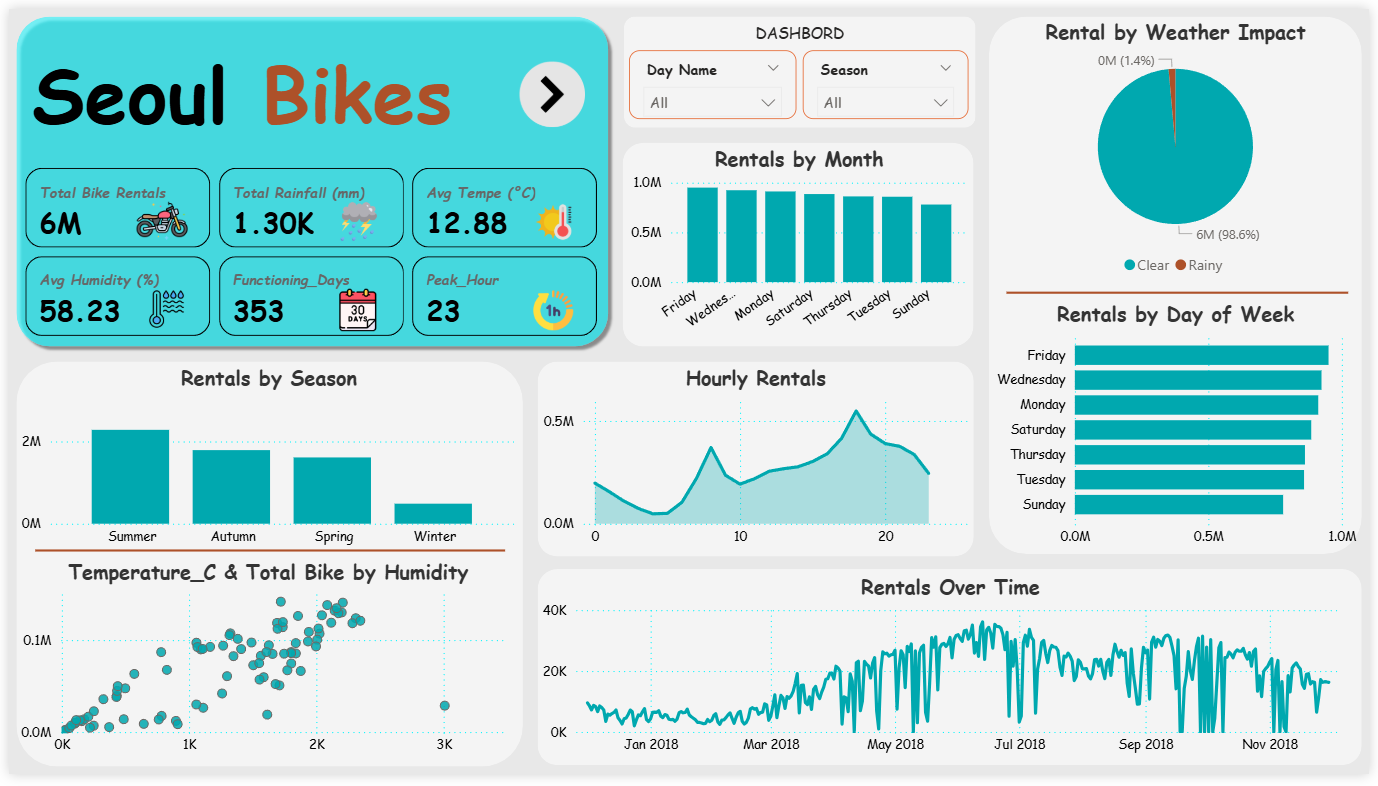 Seoul Bikes
Total Bike Rentals
6M
Total Rainfall (mm)
1.30K
Avg Tempe (°C)
12.88
Avg Humidity (%)
58.23
Functioning_Days
353
30
DAYS
Peak_Hour
23
1h
DASHBORD
Day Name
All
Season
All
Rentals by Month
1.0M
0.5M
0.0M
Friday
Wednes...
Monday
Saturday
Thursday
Tuesday
Sunday
Rental by Weather Impact
0M (1.4%)
6M (98.6%)
Clear Rainy
Rentals by Day of Week
Friday
Wednesday
Monday
Saturday
Thursday
Tuesday
Sunday
0.0M 0.5M 1.0M
Rentals by Season
2M
0M
Summer Autumn Spring Winter
Temperature_C & Total Bike by Humidity
0.1M
0.0M
0K 1K 2K 3K
Hourly Rentals
0.5M
0.0M
0 10 20
Rentals Over Time
40K
20K
0K
Jan 2018 Mar 2018 May 2018 Jul 2018 Sep 2018 Nov 2018